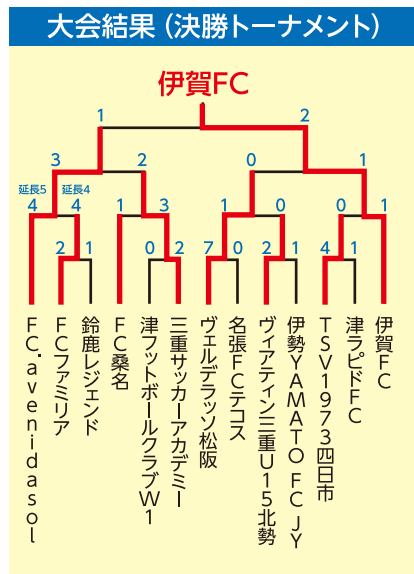 大会結果（決勝トーナメント）
伊賀FC
1 2
3 2 0 1
延長5 延長4
4 4 1 3 1 0 0 1
2 1 0 2 7 0 2 1 4 1
FC.avenidasol
FCファミリア
鈴鹿レジェンド
FC桑名
津フットボールクラブW1
三重サッカーアカデミー
ヴェルデラッソ松阪
名張FCテコス
ヴィアティン三重U15北勢
伊勢YAMATO FC JY
TSV1973四日市
津ラピドFC
伊賀FC